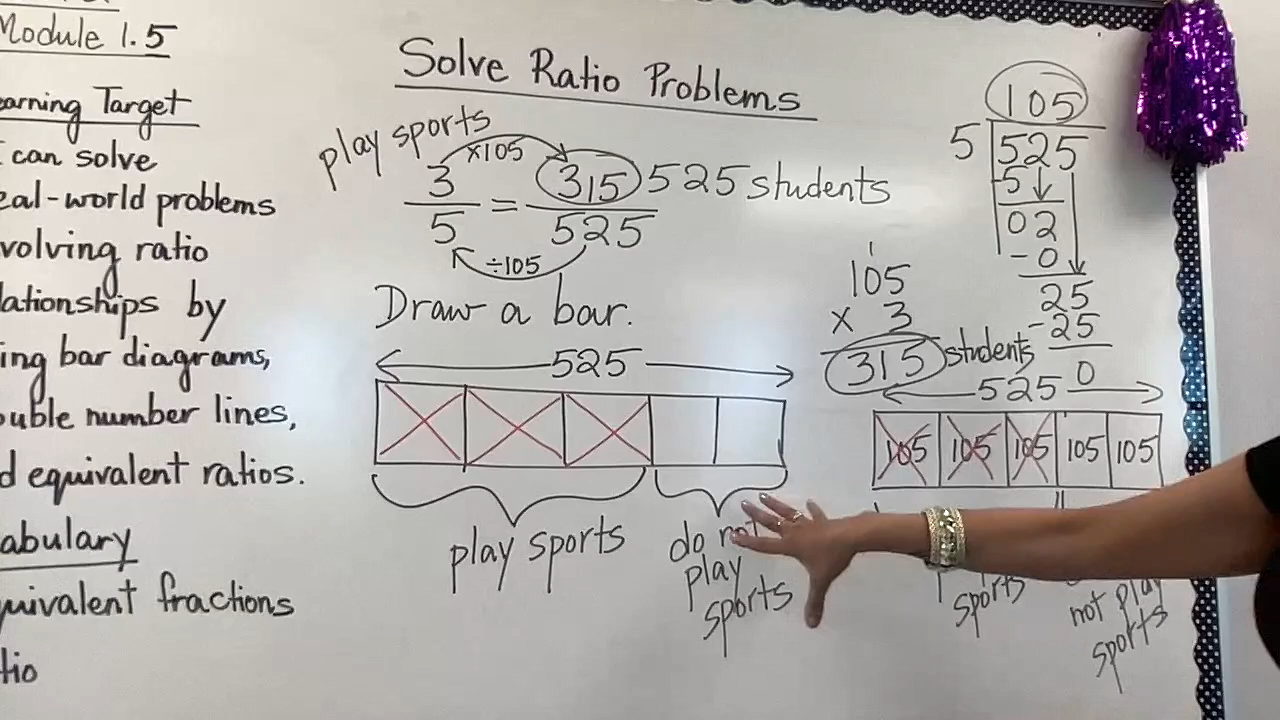 Module 1.5
arning Target
can solve
eal-world problems
volving ratio
lationships by
ing bar diagrams,
uble number lines,
d equivalent ratios.
abulary
quivalent fractions
tio
Solve Ratio Problems
play sports
×105
3 = 315 525 students
5 525
÷105
Draw a bar.
525
play sports
do not
play
sports
1
105
x 3
315 students
105
5 525
5
02
-0
25
-25
0
525
105 105 105 105 105
sports
not play
sports